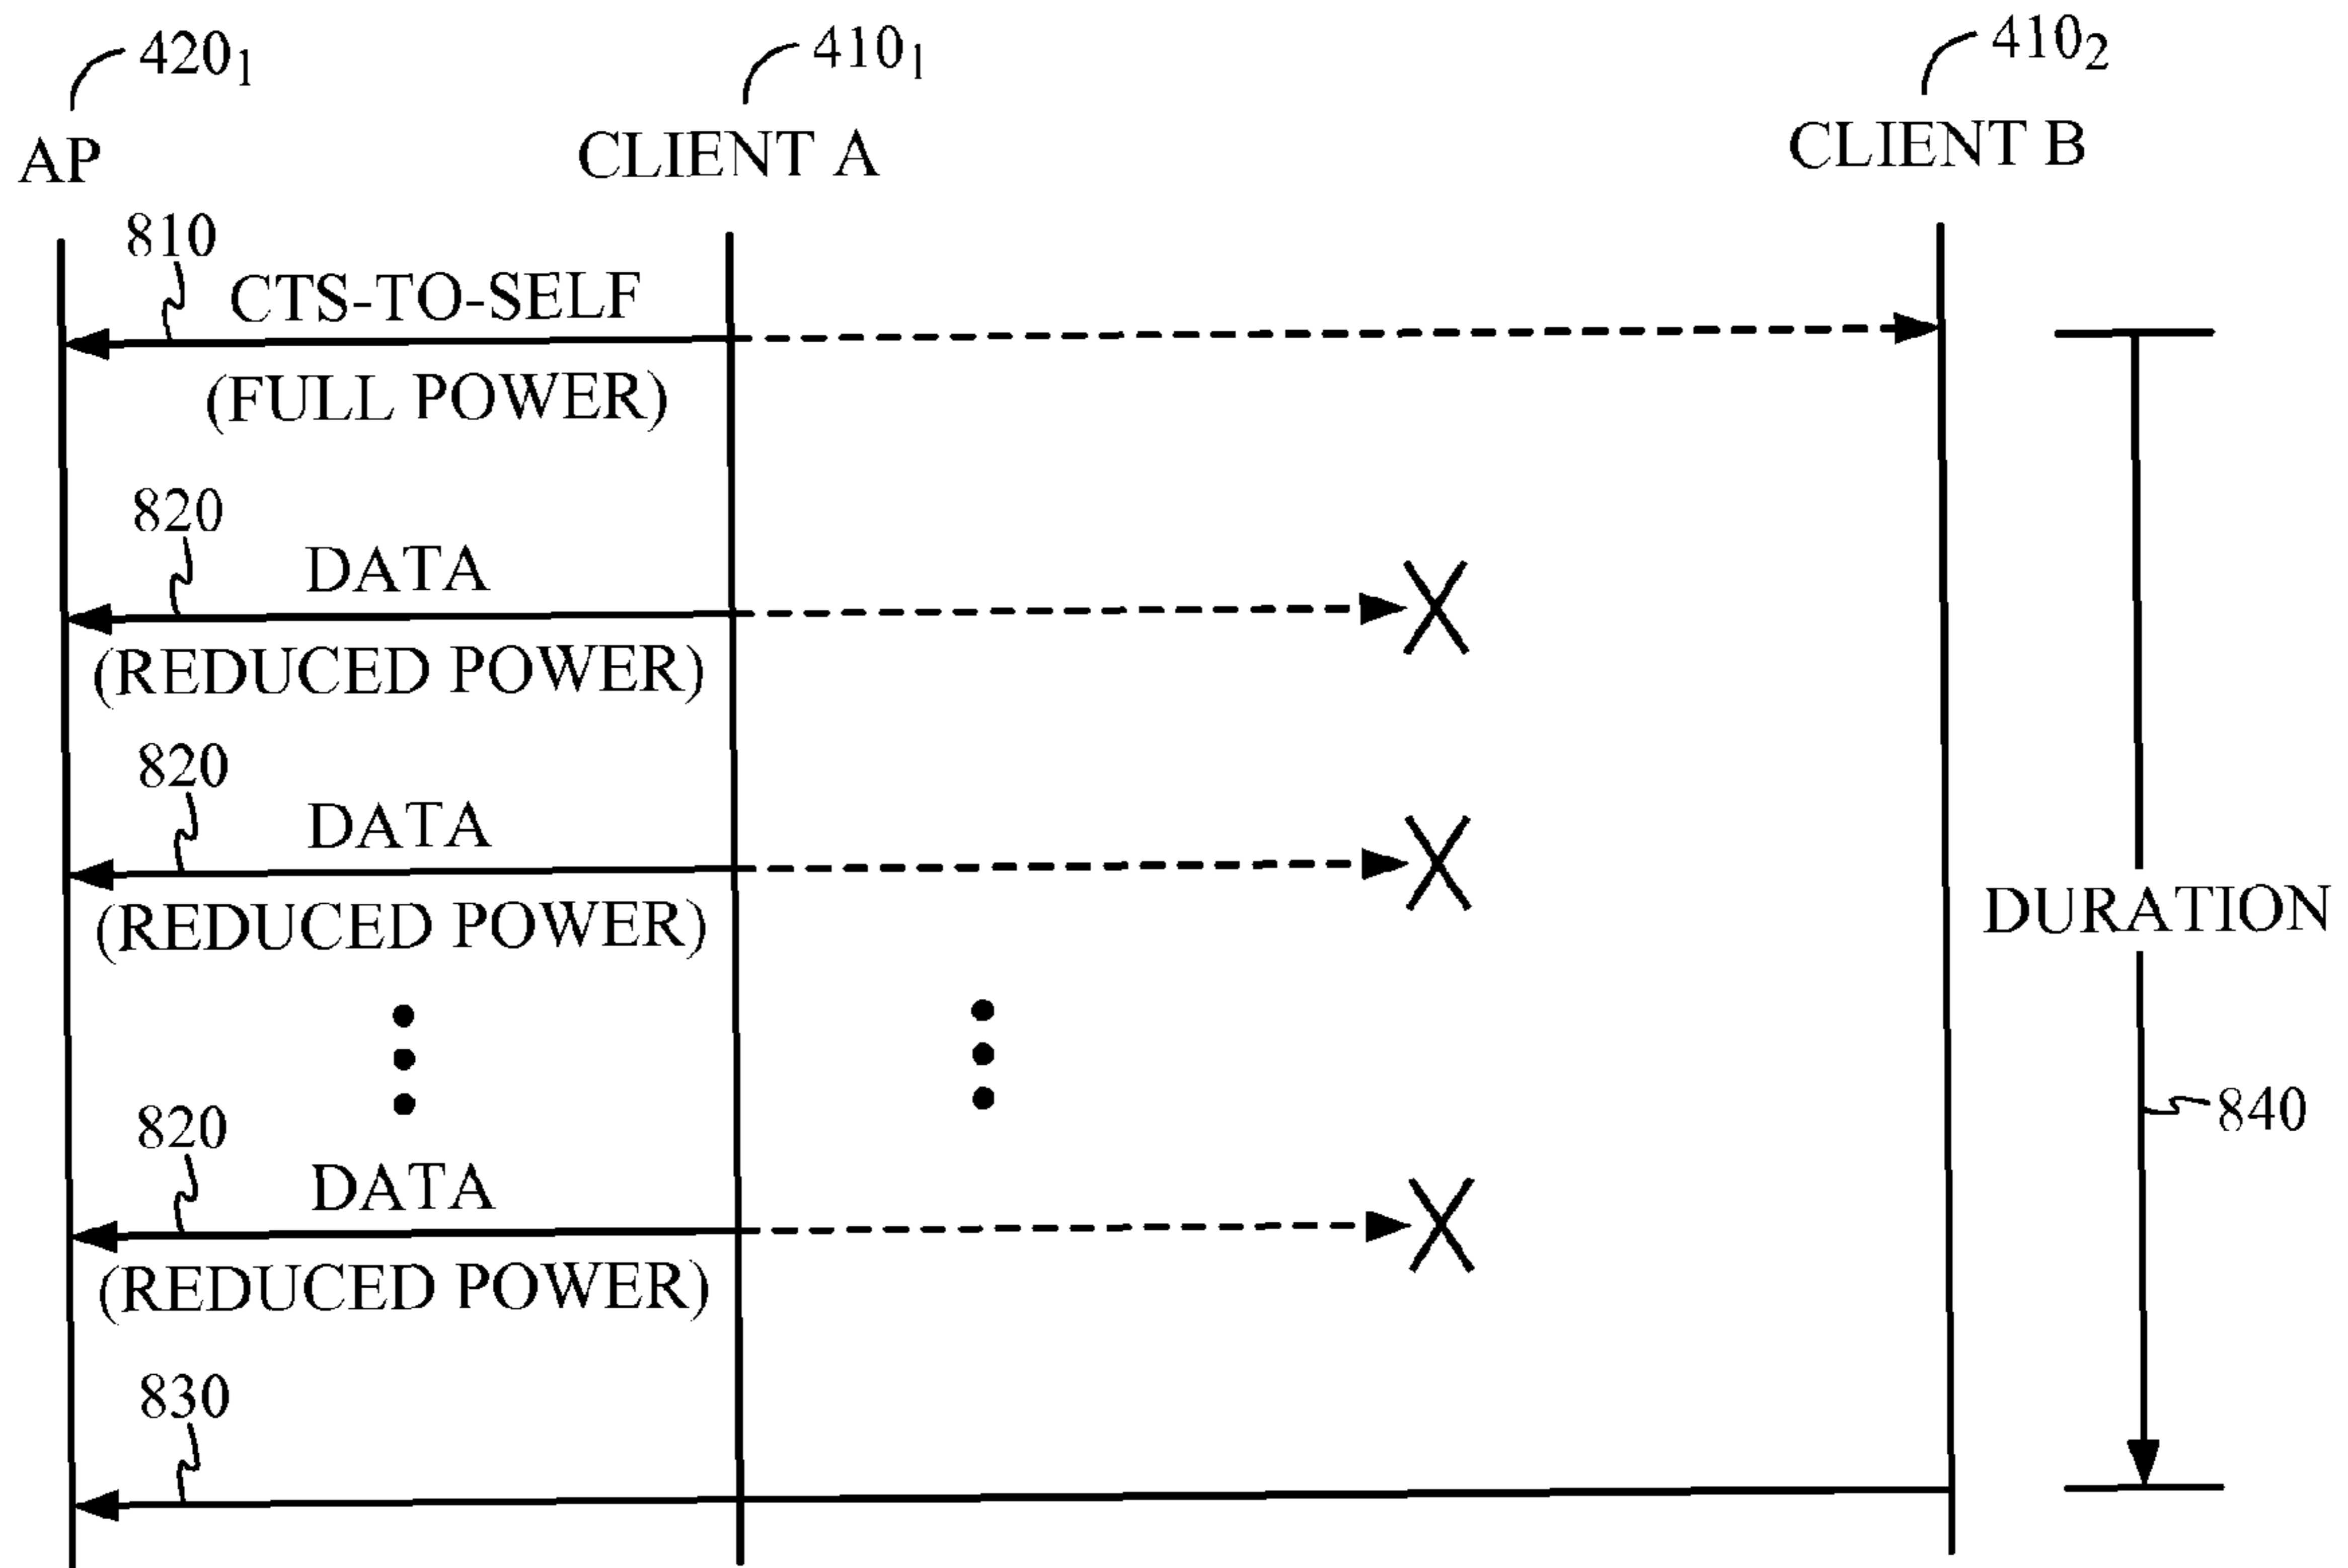 420₁
410₁
410₂
AP
CLIENT A
CLIENT B
810
CTS-TO-SELF
(FULL POWER)
820
DATA
(REDUCED POWER)
820
DATA
(REDUCED POWER)
DURATION
820
DATA
(REDUCED POWER)
840
830